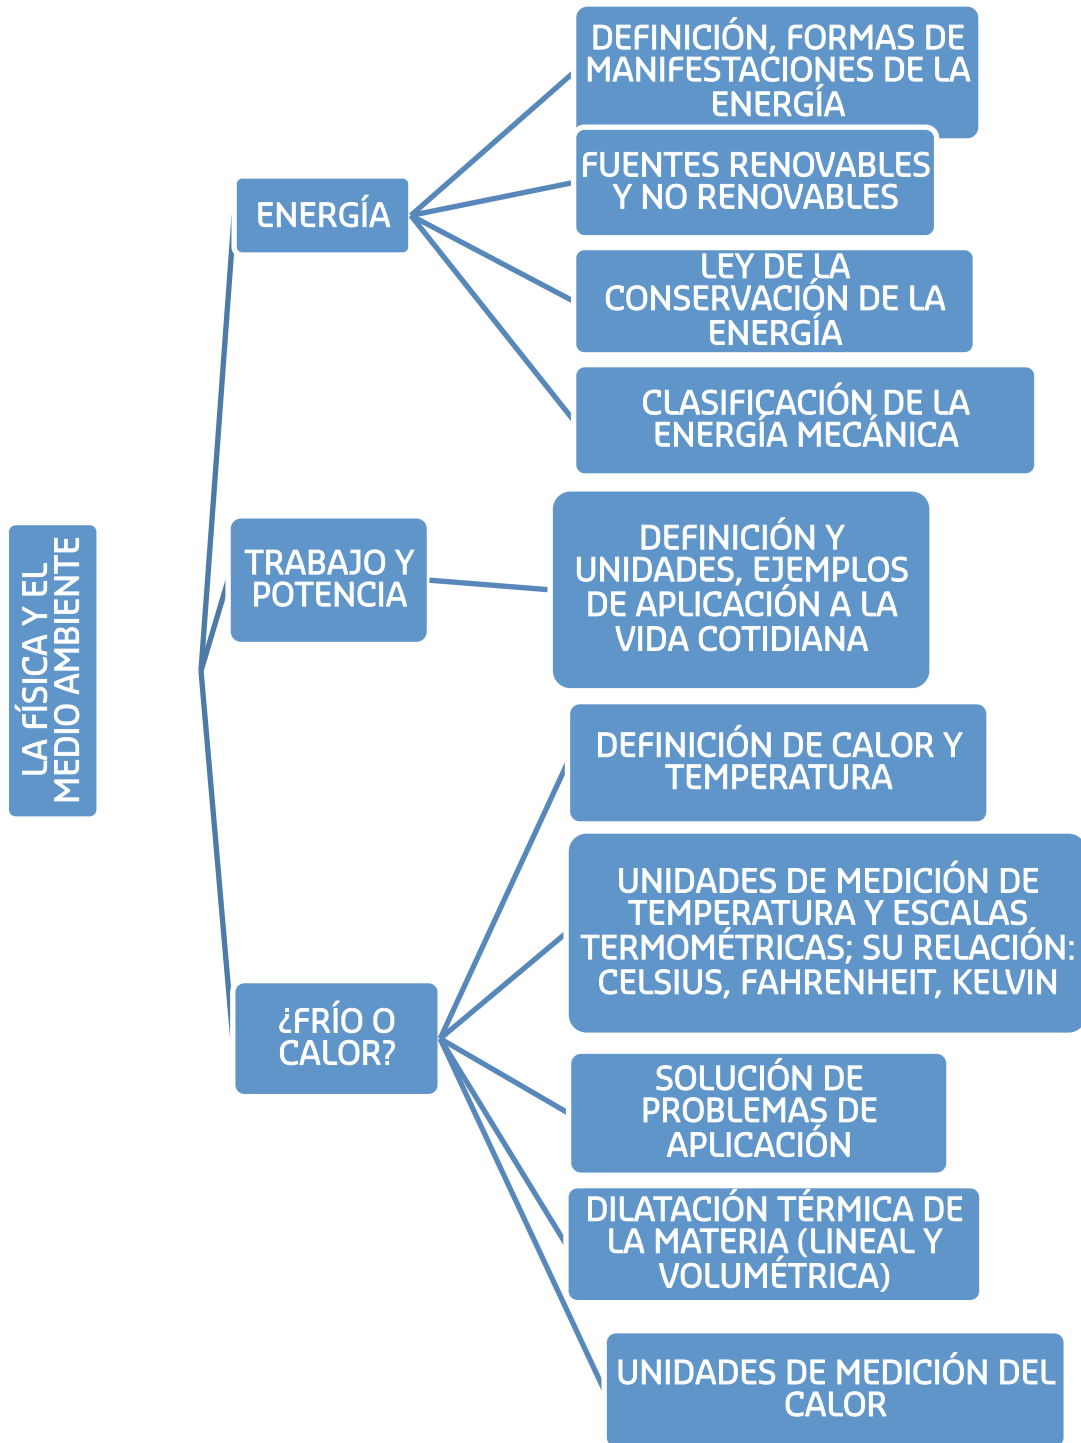 LA FÍSICA Y EL
MEDIO AMBIENTE
ENERGÍA
DEFINICIÓN, FORMAS DE
MANIFESTACIONES DE LA
ENERGÍA
FUENTES RENOVABLES
Y NO RENOVABLES
LEY DE LA
CONSERVACIÓN DE LA
ENERGÍA
CLASIFICACIÓN DE LA
ENERGÍA MECÁNICA
TRABAJO Y
POTENCIA
DEFINICIÓN Y
UNIDADES, EJEMPLOS
DE APLICACIÓN A LA
VIDA COTIDIANA
¿FRÍO O
CALOR?
DEFINICIÓN DE CALOR Y
TEMPERATURA
UNIDADES DE MEDICIÓN DE
TEMPERATURA Y ESCALAS
TERMOMÉTRICAS; SU RELACIÓN:
CELSIUS, FAHRENHEIT, KELVIN
SOLUCIÓN DE
PROBLEMAS DE
APLICACIÓN
DILATACIÓN TÉRMICA DE
LA MATERIA (LINEAL Y
VOLUMÉTRICA)
UNIDADES DE MEDICIÓN DEL
CALOR